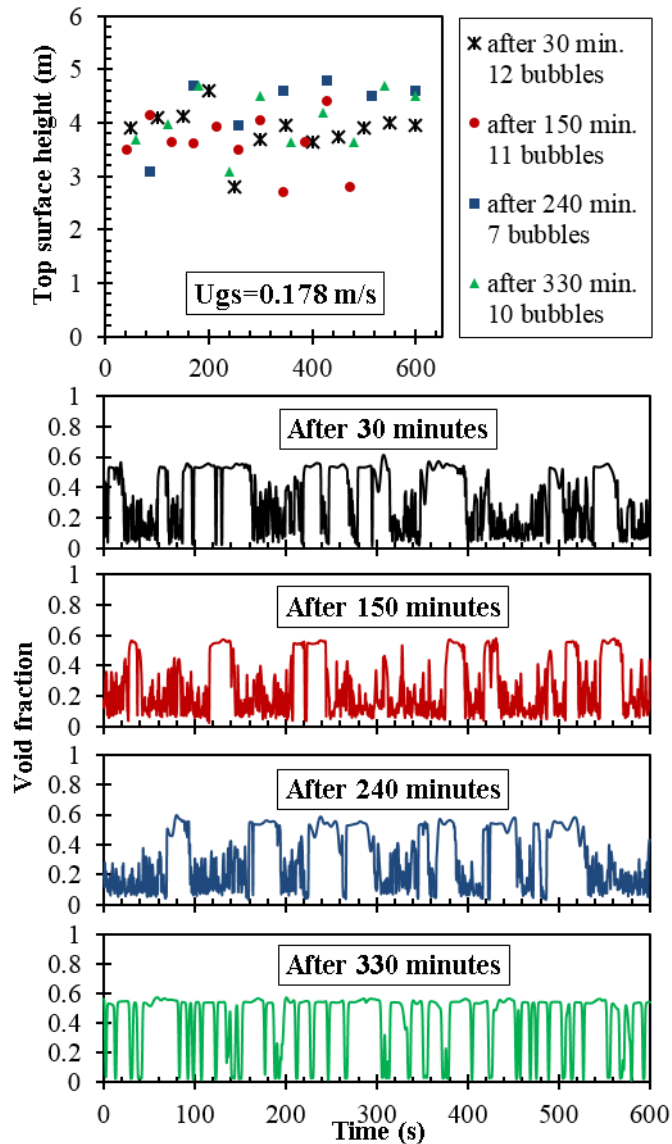 6
5
4
3
2
1
0
Top surface height (m)
Ugs=0.178 m/s
0
200
400
600
after 30 min.
12 bubbles
after 150 min.
11 bubbles
after 240 min.
7 bubbles
after 330 min.
10 bubbles
Void fraction
1
0.8
0.6
0.4
0.2
0
After 30 minutes
1
0.8
0.6
0.4
0.2
0
After 150 minutes
1
0.8
0.6
0.4
0.2
0
After 240 minutes
1
0.8
0.6
0.4
0.2
0
After 330 minutes
0
100
200
300
400
500
600
Time (s)